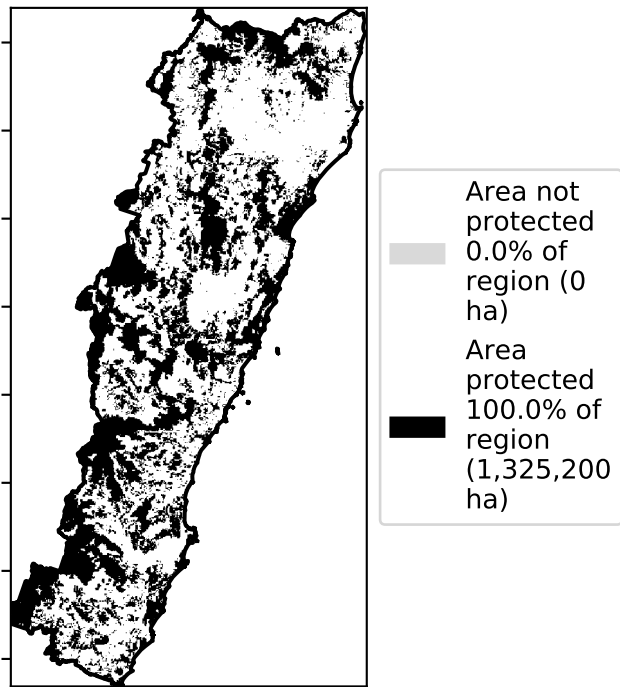 Area not
protected
0.0% of
region (0
ha)
Area
protected
100.0% of
region
(1,325,200
ha)